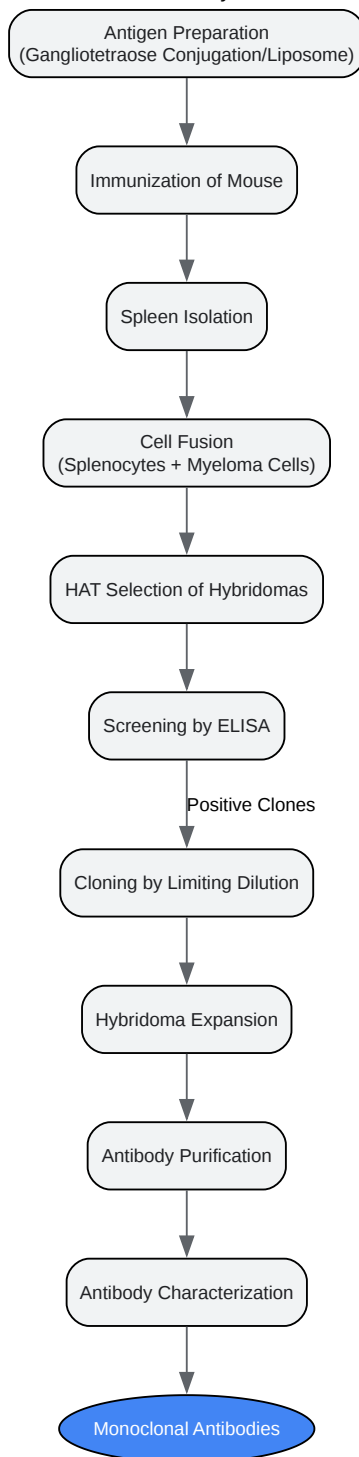 Antigen Preparation
(Gangliotetraose Conjugation/Liposome)
Immunization of Mouse
Spleen Isolation
Cell Fusion
(Splenocytes + Myeloma Cells)
HAT Selection of Hybridomas
Screening by ELISA
Positive Clones
Cloning by Limiting Dilution
Hybridoma Expansion
Antibody Purification
Antibody Characterization
Monoclonal Antibodies